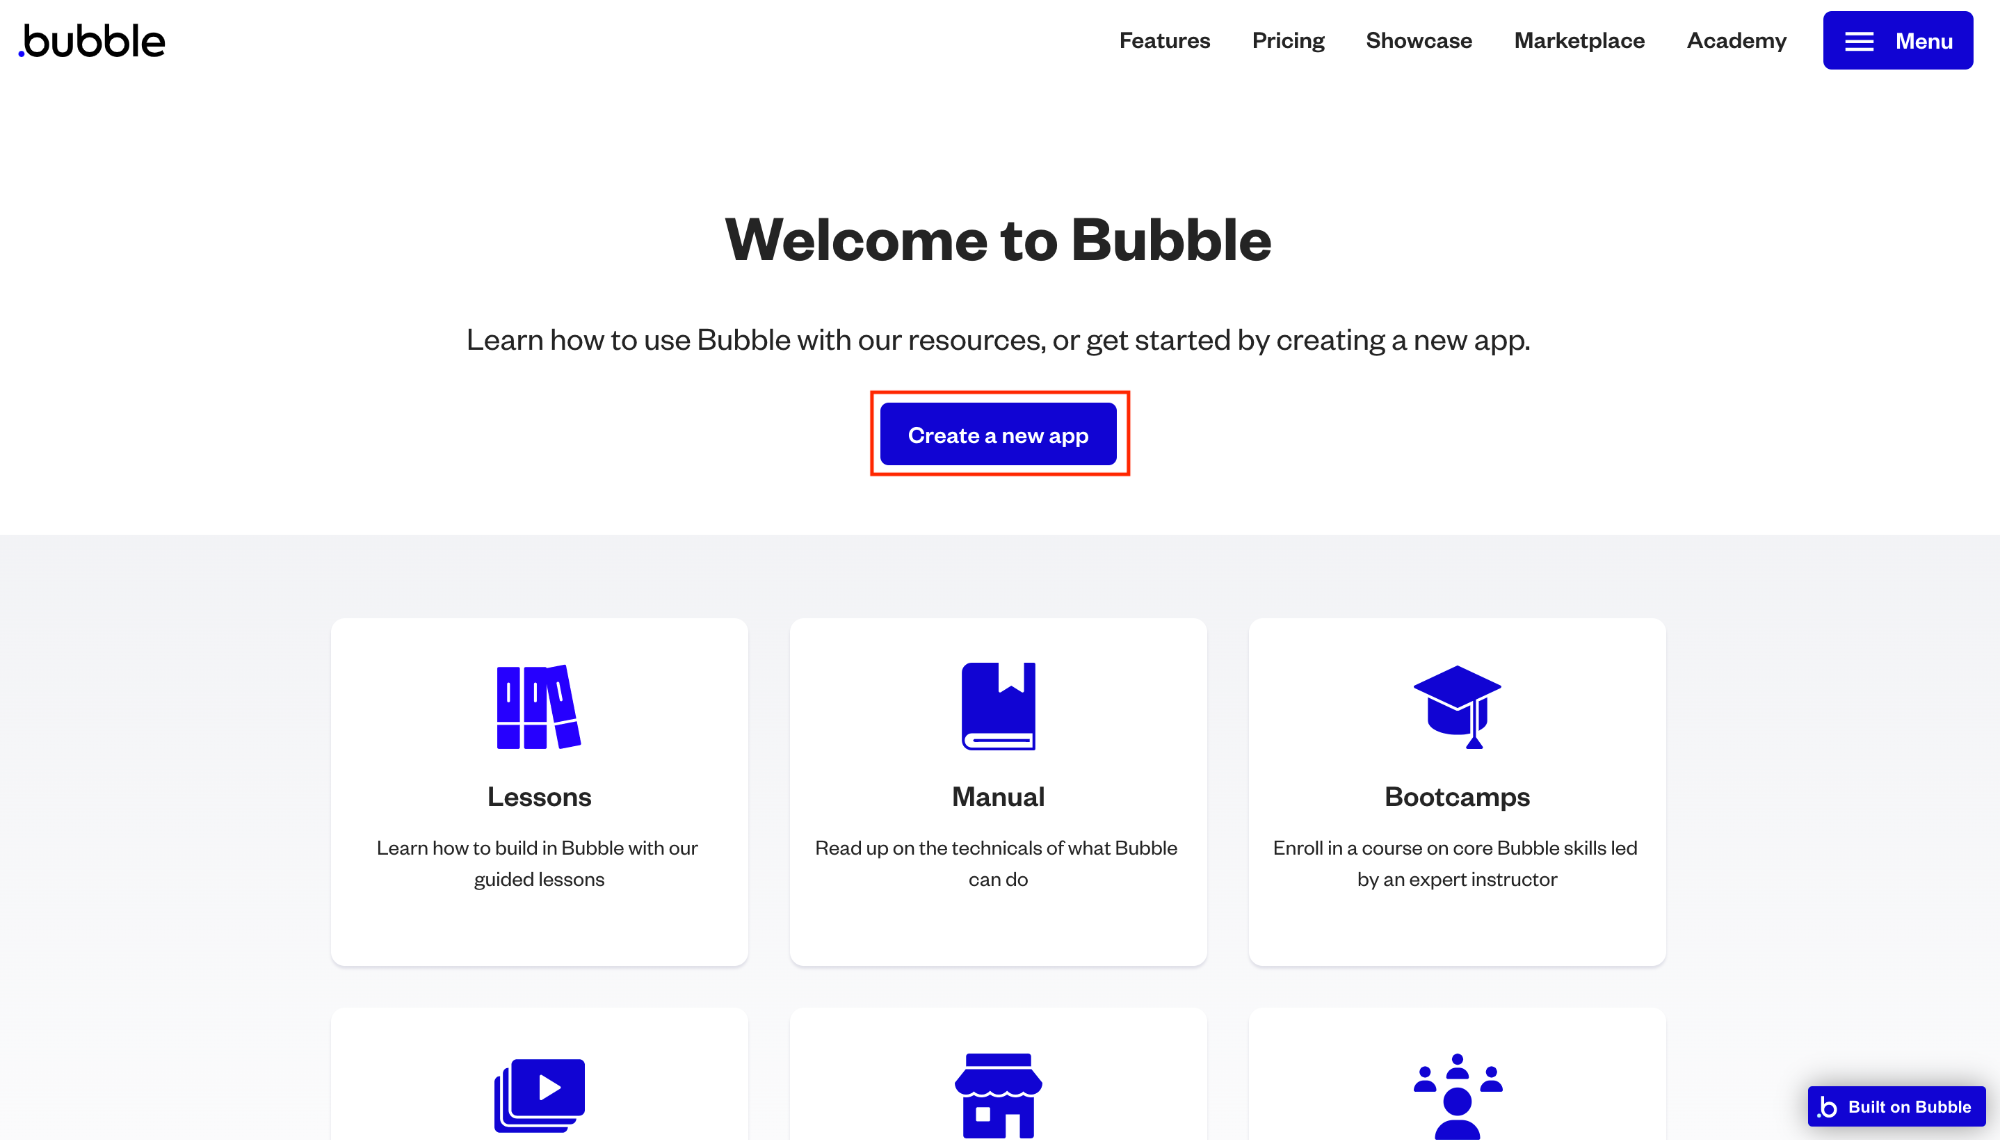 .bubble
Features Pricing Showcase Marketplace Academy Menu
Welcome to Bubble
Learn how to use Bubble with our resources, or get started by creating a new app.
Create a new app
Lessons
Learn how to build in Bubble with our
guided lessons
Manual
Read up on the technicals of what Bubble
can do
Bootcamps
Enroll in a course on core Bubble skills led
by an expert instructor
.b Built on Bubble